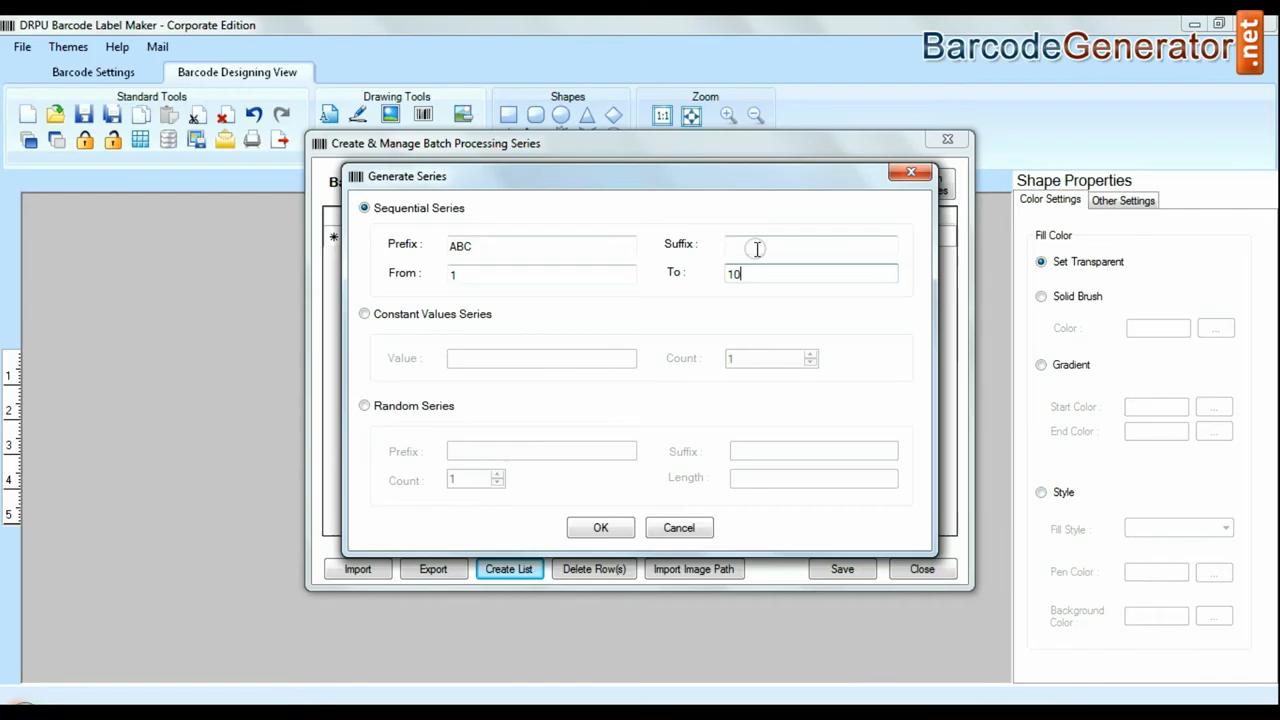 DRPU Barcode Label Maker - Corporate Edition
BarcodeGenerator.net
File Themes Help Mail
Barcode Settings Barcode Designing View
Standard Tools Drawing Tools Shapes Zoom
1:1
Create & Manage Batch Processing Series
Generate Series
Shape Properties
Color Settings Other Settings
Sequential Series
Prefix : ABC Suffix :
From : 1 To : 10
Constant Values Series
Value : Count : 1
Random Series
Prefix : Suffix :
Count : 1 Length :
OK Cancel
Import Export Create List Delete Row(s) Import Image Path Save Close
Fill Color
Set Transparent
Solid Brush
Color : ...
Gradient
Start Color : ...
End Color : ...
Style
Fill Style :
Pen Color : ...
Background
Color : ...
1
2
3
4
5